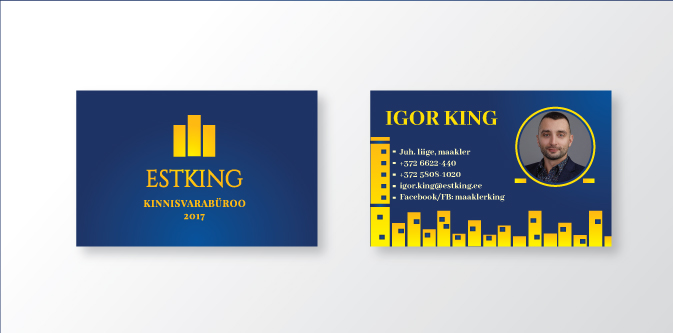 ESTKING
KINNISVARABÜROO
2017
IGOR KING
Juh. liige, maakler
+372 6622-440
+372 5808-1020
igor.king@estking.ee
Facebook/FB: maaklerking